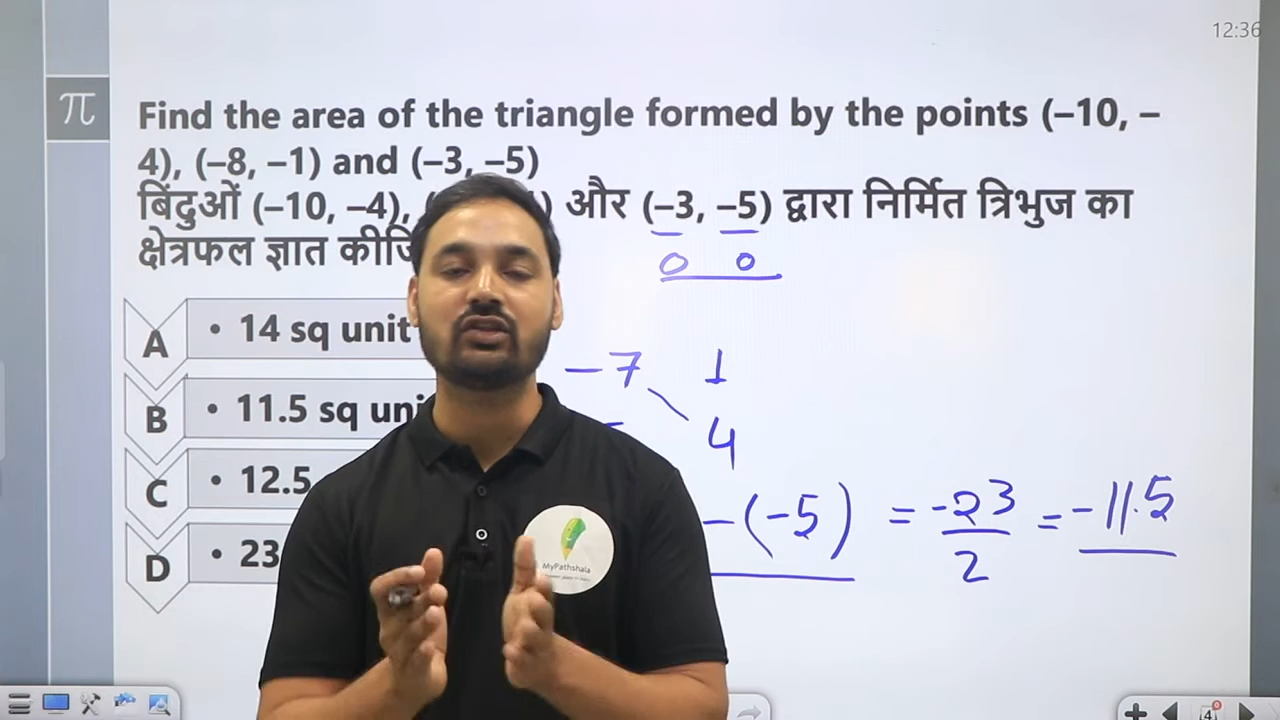 12:36
π
Find the area of the triangle formed by the points (–10, –
4), (–8, –1) and (–3, –5)
बिंदुओं (–10, –4), ( ) और (–3, –5) द्वारा निर्मित त्रिभुज का
क्षेत्रफल ज्ञात
0 0
A • 14 sq unit
–7 1
B • 11.5 sq
4
C • 12.5
–(–5) = -23/2 = -11.5
D • 23
MyPathshala
4